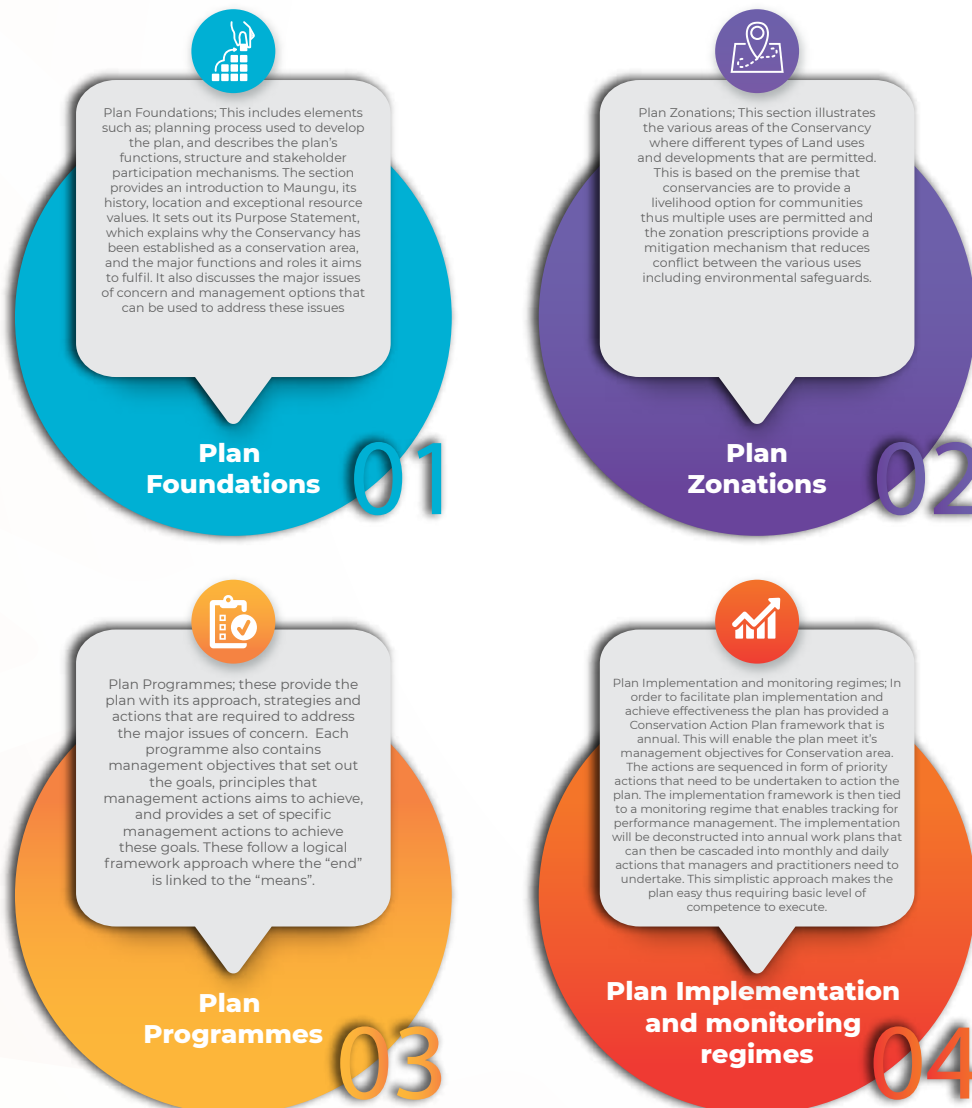 Plan Foundations; This includes elements
such as; planning process used to develop
the plan, and describes the plan's
functions, structure and stakeholder
participation mechanisms. The section
provides an introduction to Maungu, its
history, location and exceptional resource
values. It sets out its Purpose Statement,
which explains why the Conservancy has
been established as a conservation area,
and the major functions and roles it aims
to fulfil. It also discusses the major issues
of concern and management options that
can be used to address these issues
Plan
Foundations
01
Plan Zonations; This section illustrates
the various areas of the Conservancy
where different types of Land uses
and developments that are permitted.
This is based on the premise that
conservancies are to provide a
livelihood option for communities
thus multiple uses are permitted and
the zonation prescriptions provide a
mitigation mechanism that reduces
conflict between the various uses
including environmental safeguards.
Plan
Zonations
02
Plan Programmes; these provide the
plan with its approach, strategies and
actions that are required to address
the major issues of concern. Each
programme also contains
management objectives that set out
the goals, principles that
management actions aims to achieve,
and provides a set of specific
management actions to achieve
these goals. These follow a logical
framework approach where the “end”
is linked to the “means”.
Plan
Programmes
03
Plan Implementation and monitoring regimes; In
order to facilitate plan implementation and
achieve effectiveness the plan has provided a
Conservation Action Plan framework that is
annual. This will enable the plan meet it's
management objectives for Conservation area.
The actions are sequenced in form of priority
actions that need to be undertaken to action the
plan. The implementation framework is then tied
to a monitoring regime that enables tracking for
performance management. The implementation
will be deconstructed into annual work plans that
can then be cascaded into monthly and daily
actions that managers and practitioners need to
undertake. This simplistic approach makes the
plan easy thus requiring basic level of
competence to execute.
Plan Implementation
and monitoring
regimes
04